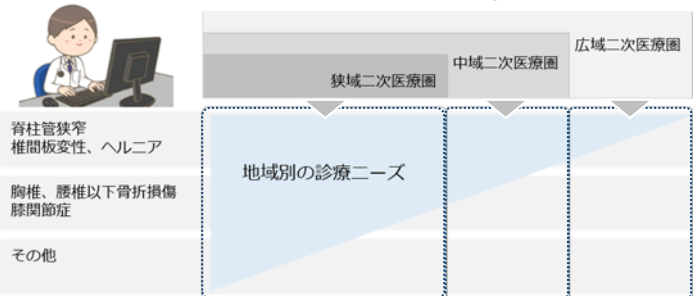 広域二次医療圏
中域二次医療圏
狭域二次医療圏
脊柱管狭窄
椎間板変性、ヘルニア
地域別の診療ニーズ
胸椎、腰椎以下骨折損傷
膝関節症
その他